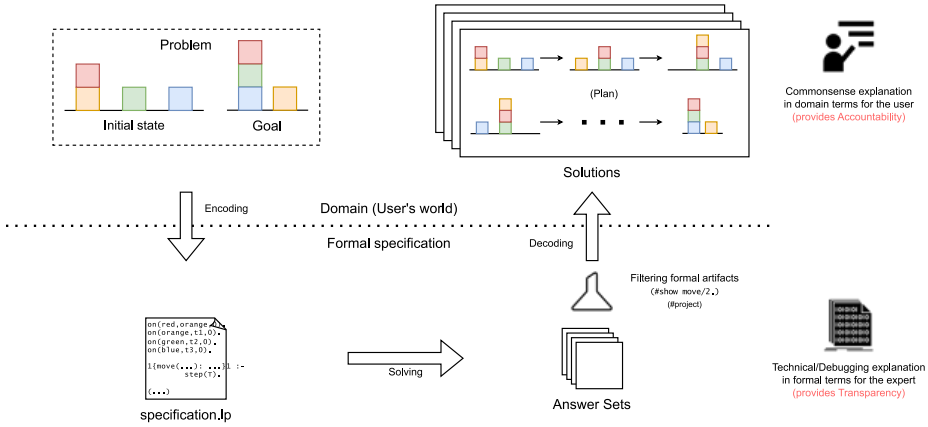 Problem
Initial state
Goal
(Plan)
Solutions
Commonsense explanation
in domain terms for the user
(provides Accountability)
Encoding
Domain (User's world)
Formal specification
Decoding
Filtering formal artifacts
(#show move/2.)
(#project)
on(red,orange,0).
on(orange,t1,0).
on(green,t2,0).
on(blue,t3,0).
1{move(...): ...}1 :-
step(T).
(...)
specification.lp
Solving
Answer Sets
Technical/Debugging explanation
in formal terms for the expert
(provides Transparency)